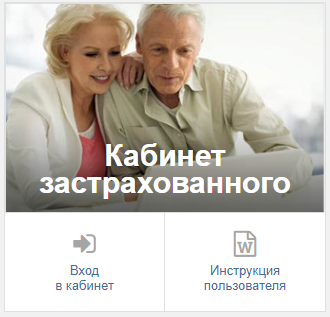 Кабинет
застрахованного
Вход
в кабинет
Инструкция
пользователя